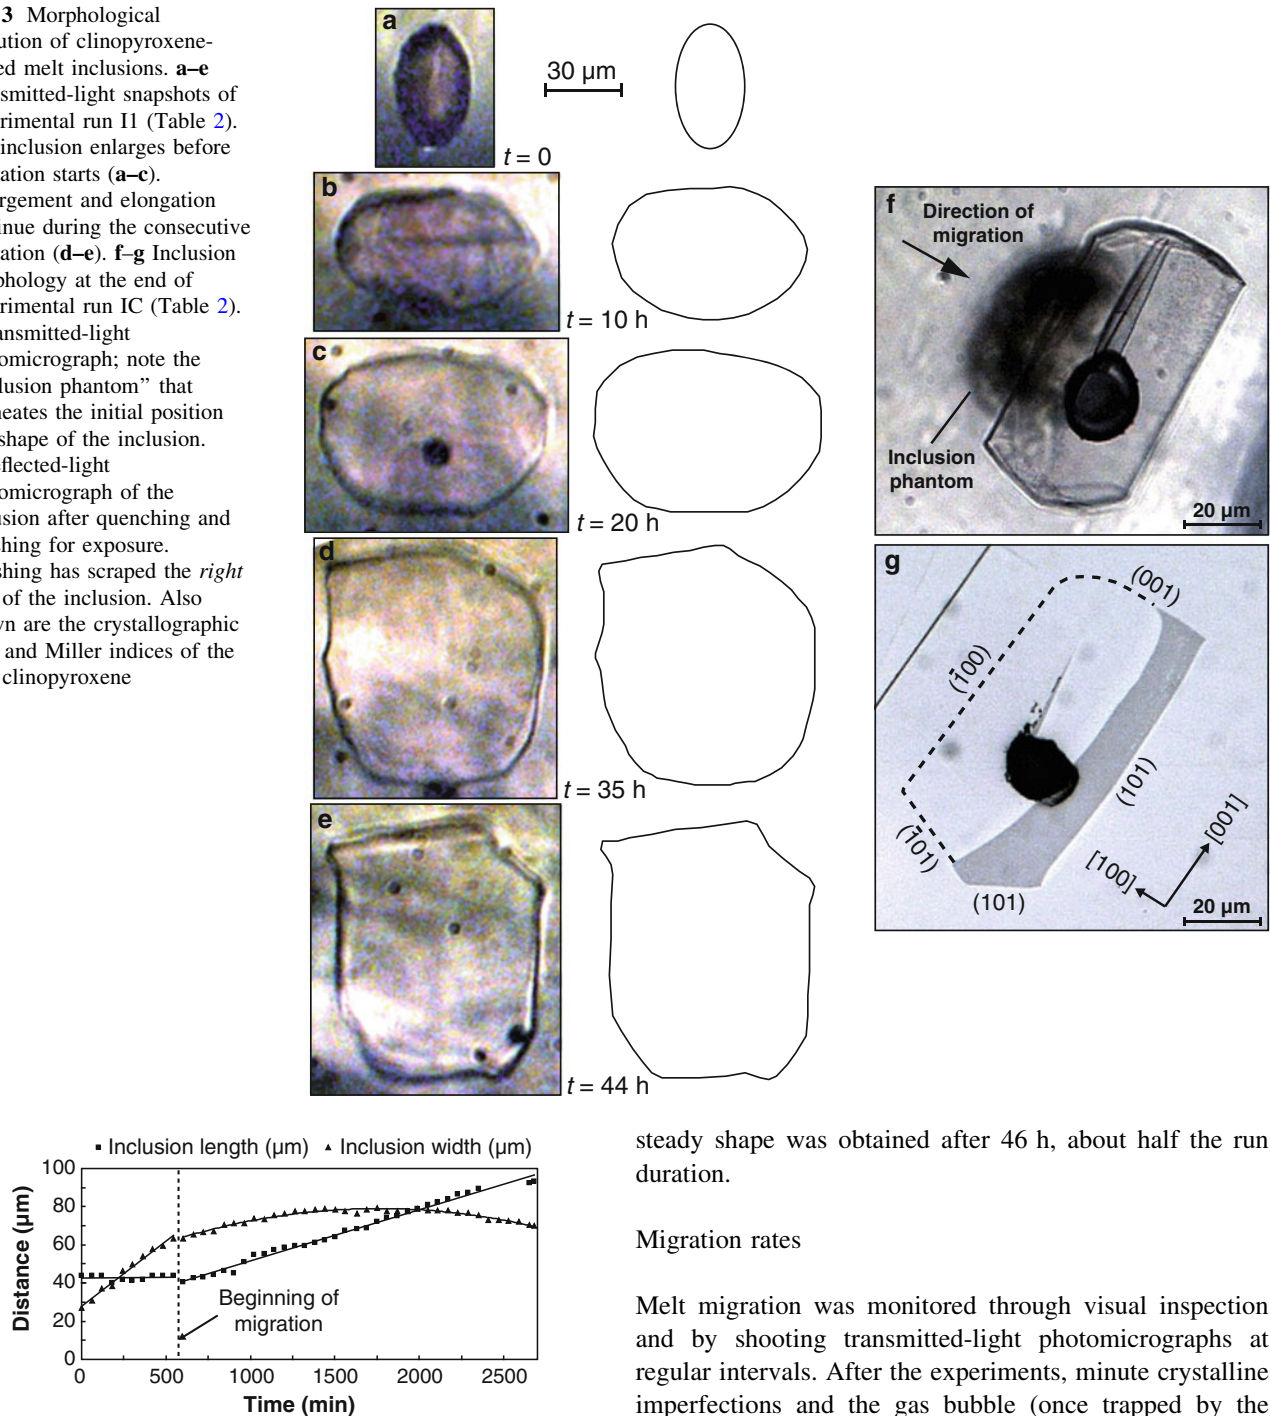 3 Morphological
ution of clinopyroxene-
ed melt inclusions. a–e
smitted-light snapshots of
rimental run I1 (Table 2).
inclusion enlarges before
ation starts (a–c).
rgement and elongation
inue during the consecutive
ation (d–e). f–g Inclusion
phology at the end of
rimental run IC (Table 2).
ansmitted-light
omicrograph; note the
lusion phantom” that
neates the initial position
shape of the inclusion.
eflected-light
omicrograph of the
usion after quenching and
shing for exposure.
shing has scraped the right
of the inclusion. Also
wn are the crystallographic
and Miller indices of the
clinopyroxene
a
30 µm
t = 0
b
t = 10 h
c
t = 20 h
d
t = 35 h
e
t = 44 h
f
Direction of
migration
Inclusion
phantom
20 µm
g
(001)
(1̄00)
(1̄01)
(101)
(101)
[100]
[001]
20 µm
Inclusion length (µm) Inclusion width (µm)
Distance (µm)
100
80
60
40
20
0
Beginning of
migration
0 500 1000 1500 2000 2500
Time (min)
steady shape was obtained after 46 h, about half the run
duration.
Migration rates
Melt migration was monitored through visual inspection
and by shooting transmitted-light photomicrographs at
regular intervals. After the experiments, minute crystalline
imperfections and the gas bubble (once trapped by the